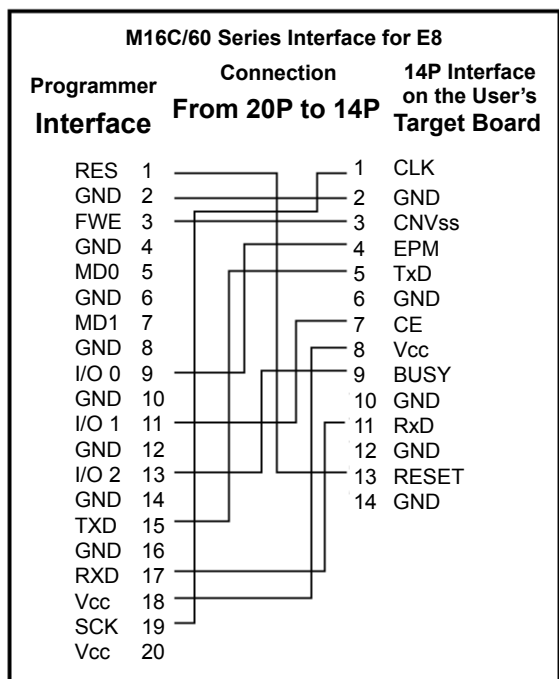 M16C/60 Series Interface for E8
Programmer
Interface
Connection
From 20P to 14P
14P Interface
on the User's
Target Board
RES 1
GND 2
FWE 3
GND 4
MD0 5
GND 6
MD1 7
GND 8
I/O 0 9
GND 10
I/O 1 11
GND 12
I/O 2 13
GND 14
TXD 15
GND 16
RXD 17
Vcc 18
SCK 19
Vcc 20
1 CLK
2 GND
3 CNVss
4 EPM
5 TxD
6 GND
7 CE
8 Vcc
9 BUSY
10 GND
11 RxD
12 GND
13 RESET
14 GND